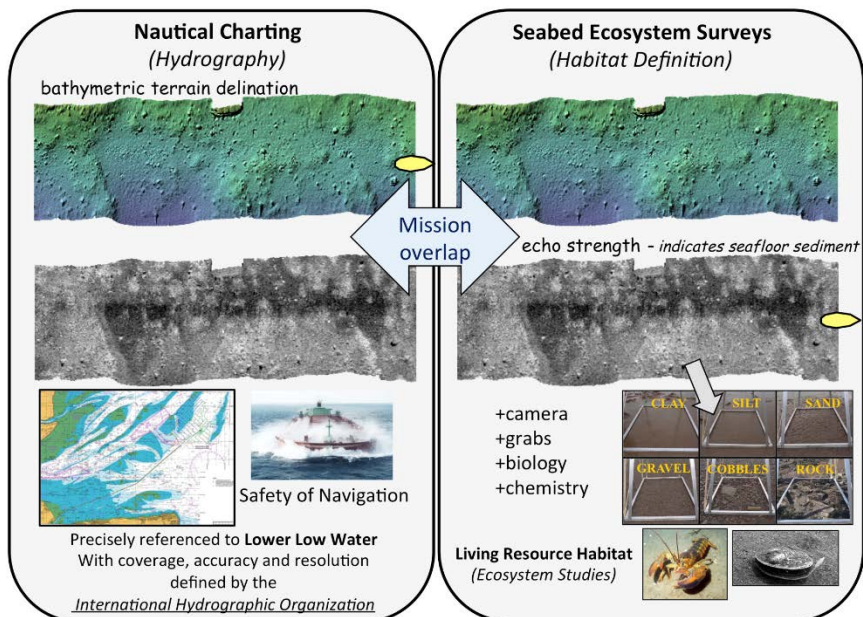 Nautical Charting
(Hydrography)
bathymetric terrain delination
Seabed Ecosystem Surveys
(Habitat Definition)
Mission
overlap
echo strength - indicates seafloor sediment
Safety of Navigation
Precisely referenced to Lower Low Water
With coverage, accuracy and resolution
defined by the
International Hydrographic Organization
+camera
+grabs
+biology
+chemistry
CLAY
SILT
SAND
GRAVEL
COBBLES
ROCK
Living Resource Habitat
(Ecosystem Studies)